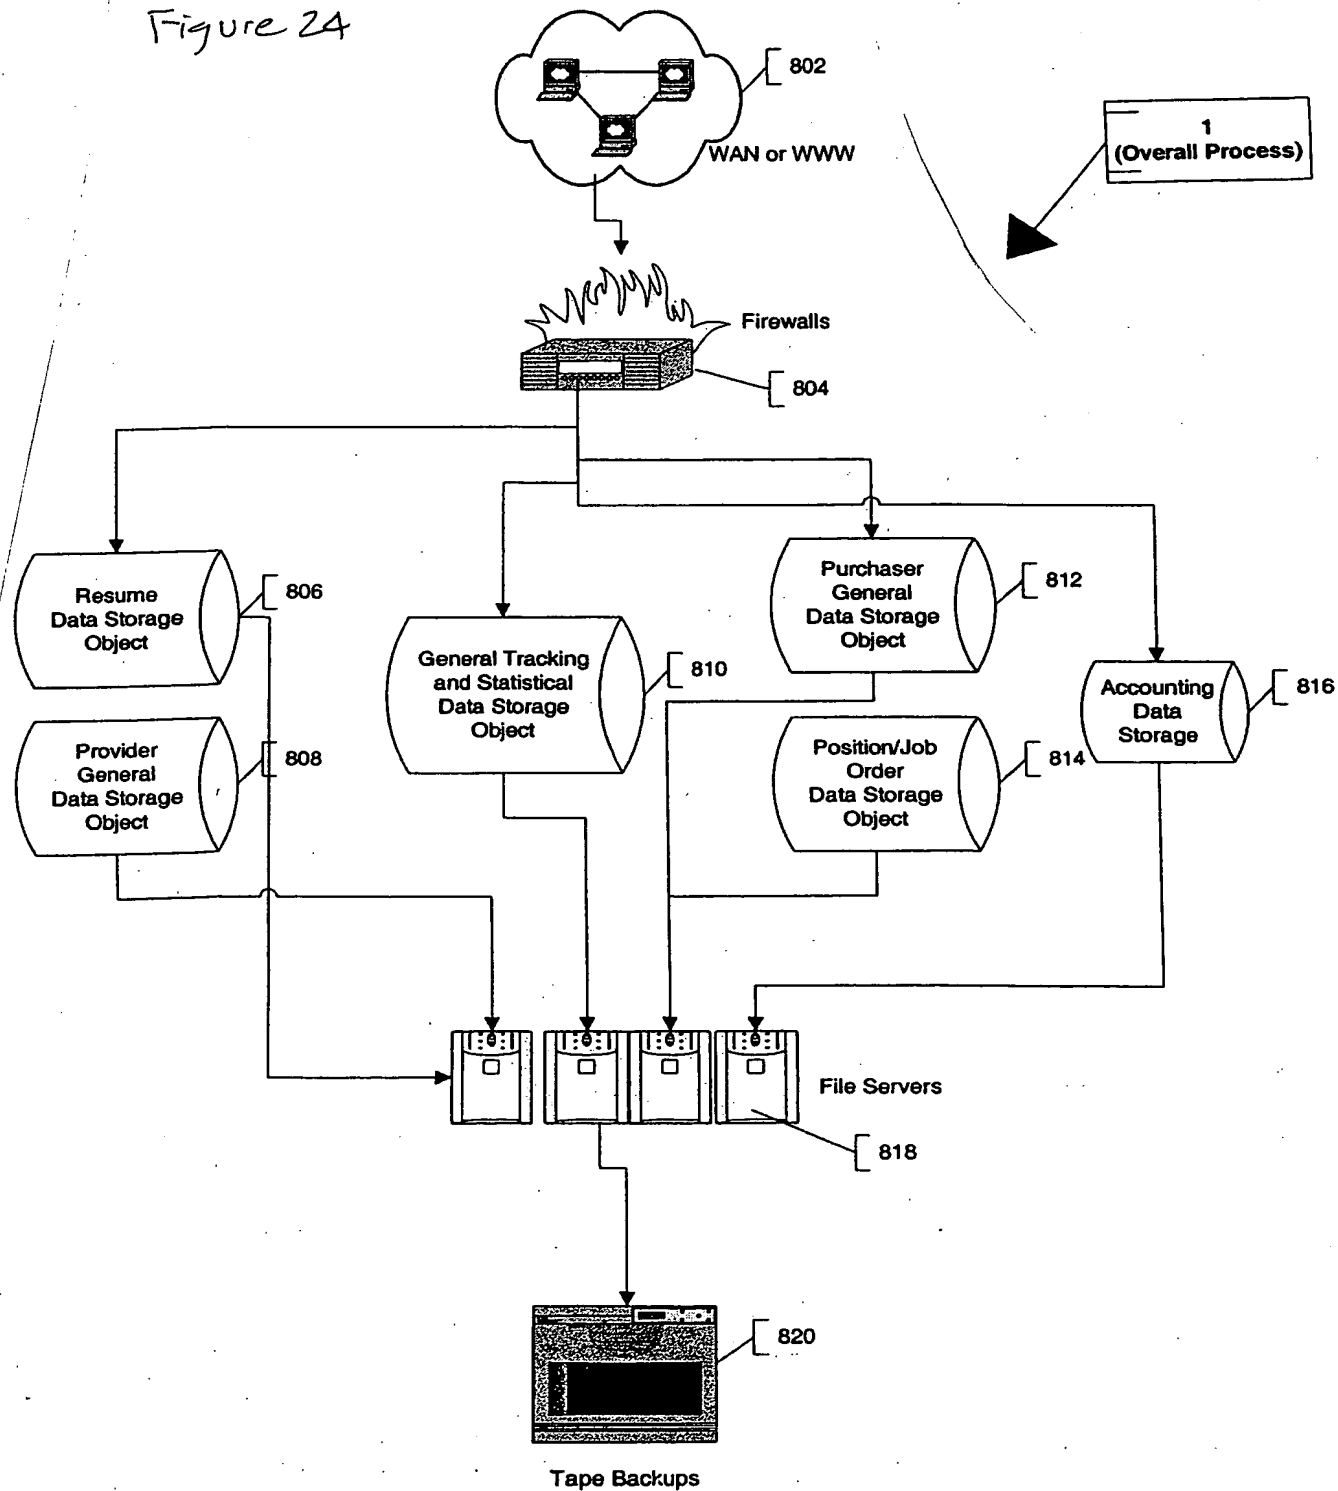 Figure 24
802
WAN or WWW
1
(Overall Process)
Firewalls
804
Resume
Data Storage
Object
806
Provider
General
Data Storage
Object
808
General Tracking
and Statistical
Data Storage
Object
810
Purchaser
General
Data Storage
Object
812
Position/Job
Order
Data Storage
Object
814
Accounting
Data
Storage
816
File Servers
818
820
Tape Backups